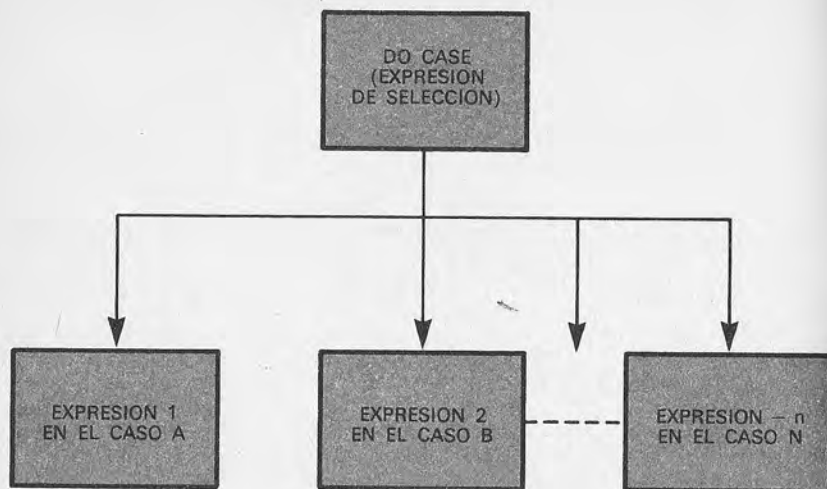 DO CASE
(EXPRESION
DE SELECCION)
EXPRESION 1
EN EL CASO A
EXPRESION 2
EN EL CASO B
EXPRESION – n
EN EL CASO N